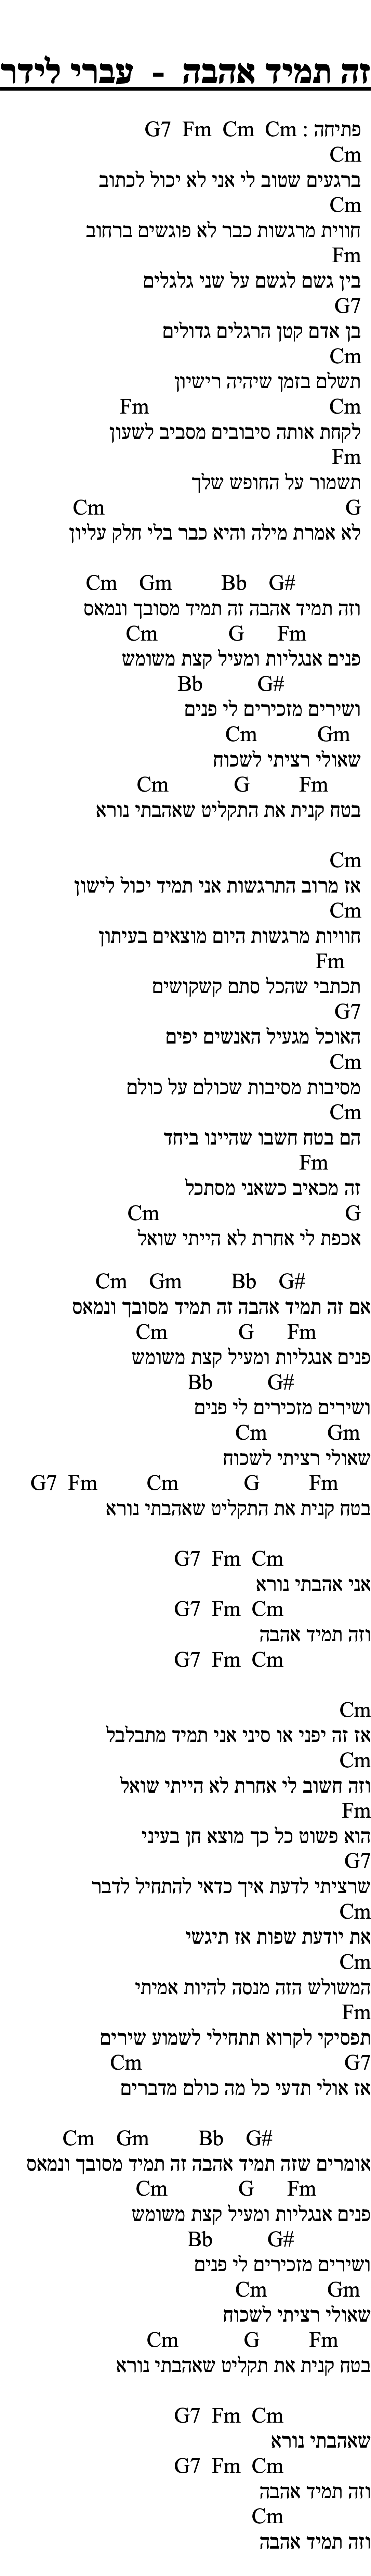 זה תמיד אהבה - עברי לידר
פתיחה : G7 Fm Cm Cm
Cm
ברגעים שטוב לי אני לא יכול לכתוב
Cm
חווית מרגשות כבר לא פוגשים ברחוב
Fm
בין גשם לגשם על שני גלגלים
G7
בן אדם קטן הרגלים גדולים
Cm
תשלם בזמן שיהיה רישיון
Fm Cm
לקחת אותה סיבובים מסביב לשעון
Fm
תשמור על החופש שלך
Cm G
לא אמרת מילה והיא כבר בלי חלק עליון
Cm Gm Bb G#
וזה תמיד אהבה זה תמיד מסובך ונמאס
Cm G Fm
פנים אנגליות ומעיל קצת משומש
Bb G#
ושירים מזכירים לי פנים
Cm Gm
שאולי רציתי לשכוח
Cm G Fm
בטח קנית את התקליט שאהבתי נורא
Cm
אז מרוב התרגשות אני תמיד יכול לישון
Cm
חוויות מרגשות היום מוצאים בעיתון
Fm
תכתבי שהכל סתם קשקושים
G7
האוכל מגעיל האנשים יפים
Cm
מסיבות מסיבות שכולם על כולם
Cm
הם בטח חשבו שהיינו ביחד
Fm
זה מכאיב כשאני מסתכל
Cm G
אכפת לי אחרת לא הייתי שואל
Cm Gm Bb G#
אם זה תמיד אהבה זה תמיד מסובך ונמאס
Cm G Fm
פנים אנגליות ומעיל קצת משומש
Bb G#
ושירים מזכירים לי פנים
Cm Gm
שאולי רציתי לשכוח
G7 Fm Cm G Fm
בטח קנית את התקליט שאהבתי נורא
G7 Fm Cm
אני אהבתי נורא
G7 Fm Cm
וזה תמיד אהבה
G7 Fm Cm
Cm
אז זה יפני או סיני אני תמיד מתבלבל
Cm
וזה חשוב לי אחרת לא הייתי שואל
Fm
הוא פשוט כל כך מוצא חן בעיני
G7
שרציתי לדעת איך כדאי להתחיל לדבר
Cm
את יודעת שפות אז תיגשי
Cm
המשולש הזה מנסה להיות אמיתי
Fm
תפסיקי לקרוא תתחילי לשמוע שירים
Cm G7
אז אולי תדעי כל מה כולם מדברים
Cm Gm Bb G#
אומרים שזה תמיד אהבה זה תמיד מסובך ונמאס
Cm G Fm
פנים אנגליות ומעיל קצת משומש
Bb G#
ושירים מזכירים לי פנים
Cm Gm
שאולי רציתי לשכוח
Cm G Fm
בטח קנית את תקליט שאהבתי נורא
G7 Fm Cm
שאהבתי נורא
G7 Fm Cm
וזה תמיד אהבה
Cm
וזה תמיד אהבה